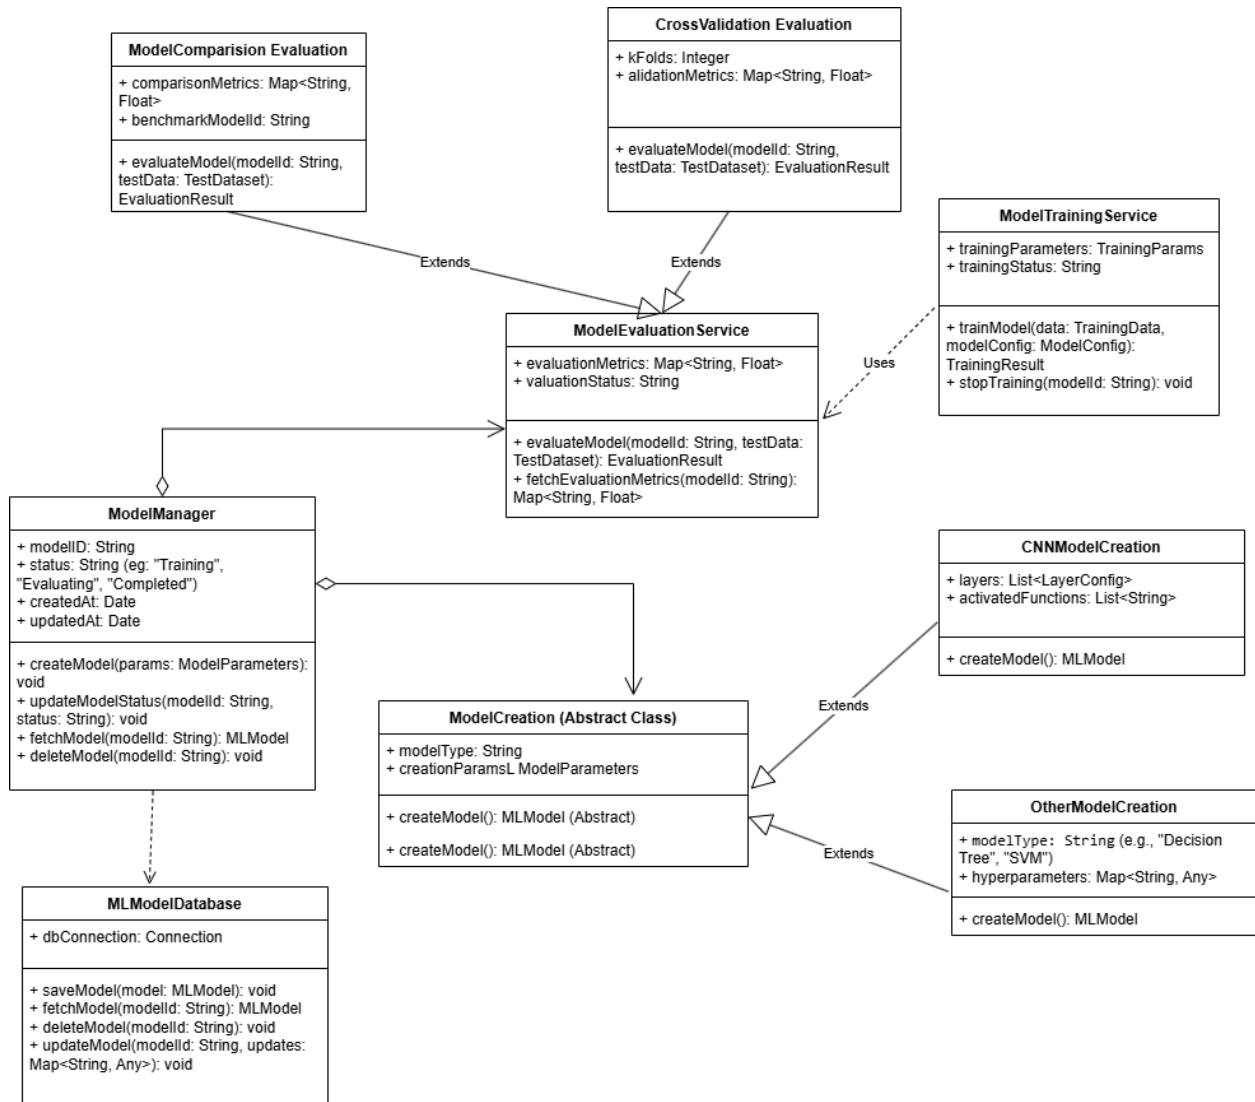 ModelComparision Evaluation
+ comparisonMetrics: Map<String,
Float>
+ benchmarkModelId: String
+ evaluateModel(modelId: String,
testData: TestDataset):
EvaluationResult
CrossValidation Evaluation
+ kFolds: Integer
+ alidationMetrics: Map<String, Float>
+ evaluateModel(modelId: String,
testData: TestDataset): EvaluationResult
ModelTrainingService
+ trainingParameters: TrainingParams
+ trainingStatus: String
+ trainModel(data: TrainingData,
modelConfig: ModelConfig):
TrainingResult
+ stopTraining(modelId: String): void
Extends
Extends
Uses
ModelEvaluationService
+ evaluationMetrics: Map<String, Float>
+ valuationStatus: String
+ evaluateModel(modelId: String, testData:
TestDataset): EvaluationResult
+ fetchEvaluationMetrics(modelId: String):
Map<String, Float>
ModelManager
+ modelID: String
+ status: String (eg: "Training",
"Evaluating", "Completed")
+ createdAt: Date
+ updatedAt: Date
+ createModel(params: ModelParameters):
void
+ updateModelStatus(modelId: String,
status: String): void
+ fetchModel(modelId: String): MLModel
+ deleteModel(modelId: String): void
CNNModelCreation
+ layers: List<LayerConfig>
+ activatedFunctions: List<String>
+ createModel(): MLModel
Extends
ModelCreation (Abstract Class)
+ modelType: String
+ creationParamsL ModelParameters
+ createModel(): MLModel (Abstract)
+ createModel(): MLModel (Abstract)
Extends
OtherModelCreation
+ modelType: String (e.g., "Decision
Tree", "SVM")
+ hyperparameters: Map<String, Any>
+ createModel(): MLModel
MLModelDatabase
+ dbConnection: Connection
+ saveModel(model: MLModel): void
+ fetchModel(modelId: String): MLModel
+ deleteModel(modelId: String): void
+ updateModel(modelId: String, updates:
Map<String, Any>): void